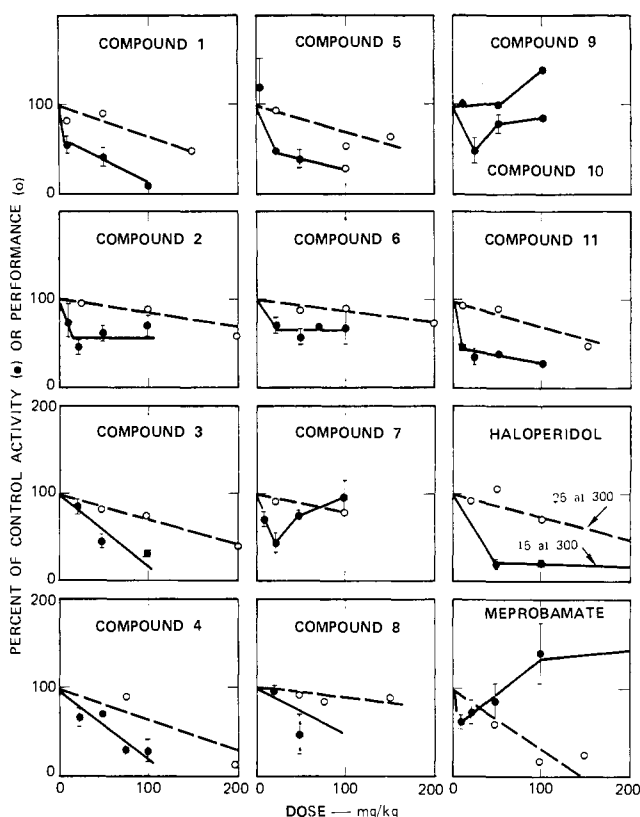 COMPOUND 1
COMPOUND 5
COMPOUND 9
COMPOUND 10
100
0
COMPOUND 2
COMPOUND 6
COMPOUND 11
100
0
200
COMPOUND 3
COMPOUND 7
HALOPERIDOL
100
25 at 300
15 at 300
0
200
COMPOUND 4
COMPOUND 8
MEPROBAMATE
100
0
0 100 200 0 100 200 0 100 200
PERCENT OF CONTROL ACTIVITY (●) OR PERFORMANCE (○)
DOSE — mg/kg